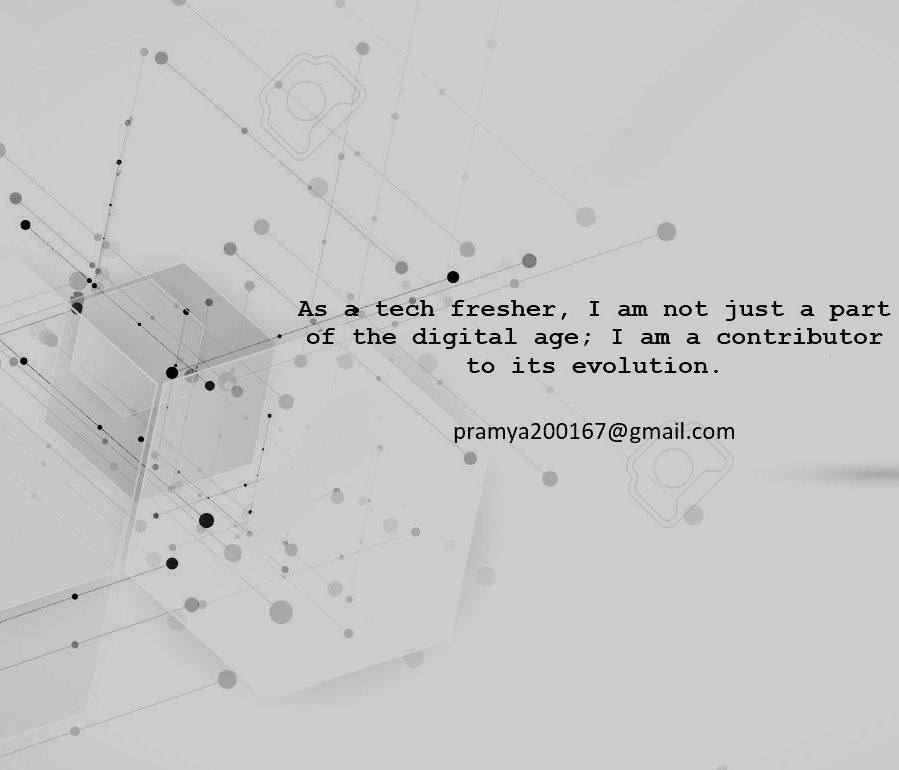 As a tech fresher, I am not just a part
of the digital age; I am a contributor
to its evolution.
pramya200167@gmail.com